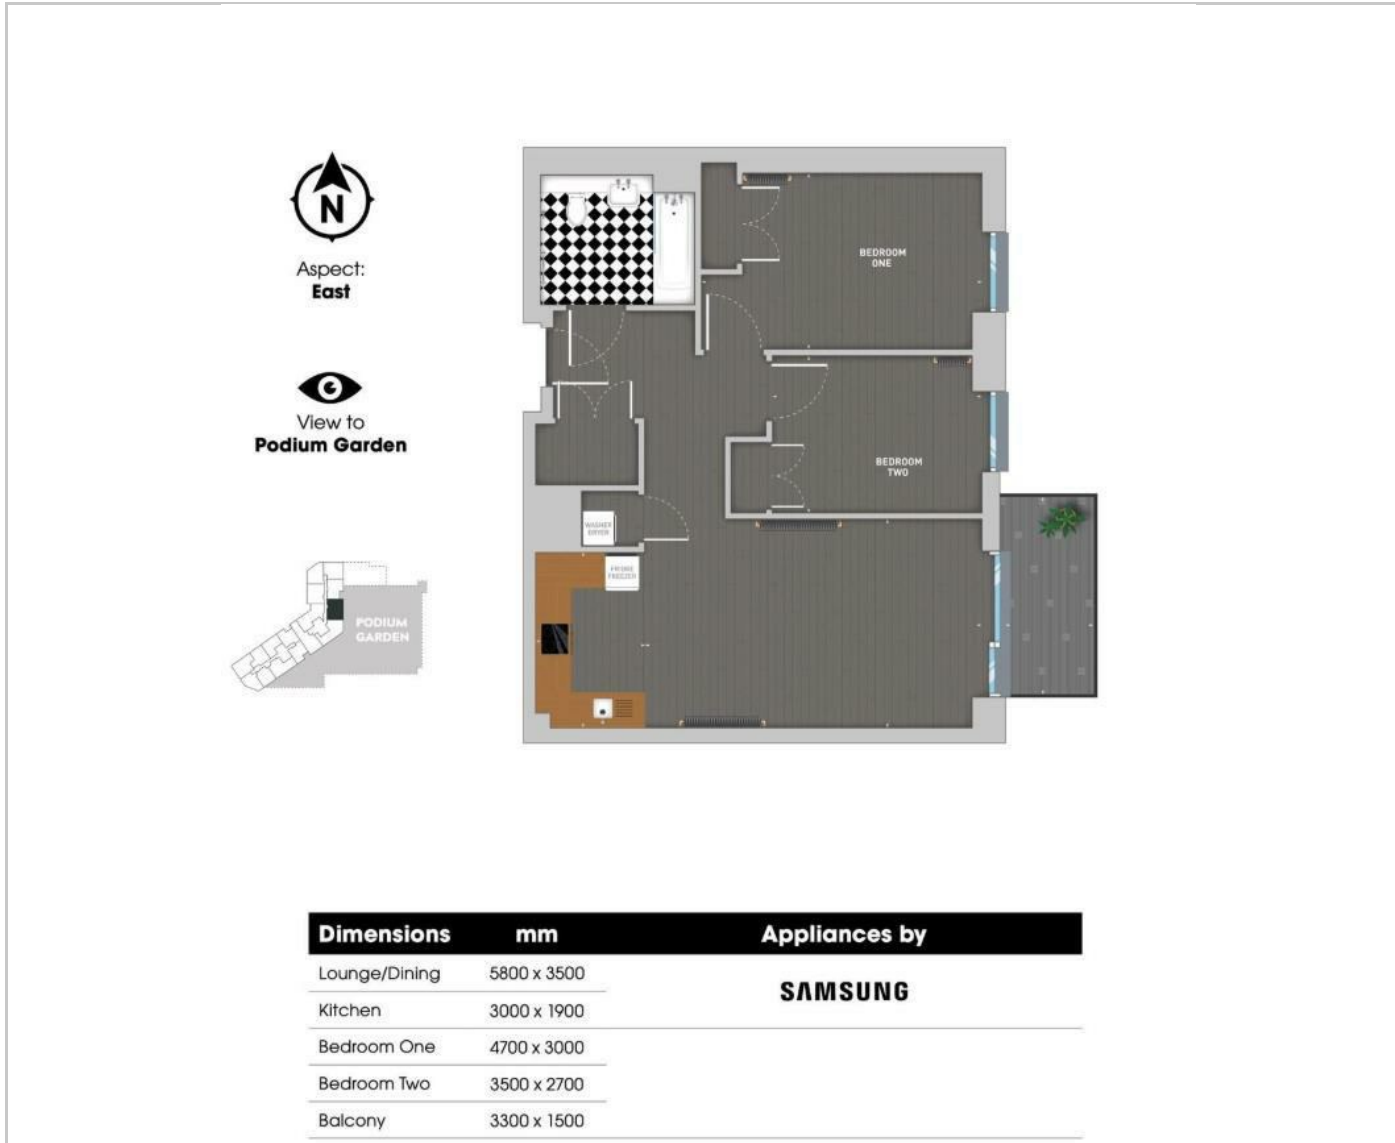 N
Aspect:
East
View to
Podium Garden
PODIUM
GARDEN
BEDROOM
ONE
BEDROOM
TWO
WASHER
DRYER
FRIDGE
FREEZER
Dimensions mm Appliances by
Lounge/Dining 5800 x 3500
SAMSUNG
Kitchen 3000 x 1900
Bedroom One 4700 x 3000
Bedroom Two 3500 x 2700
Balcony 3300 x 1500